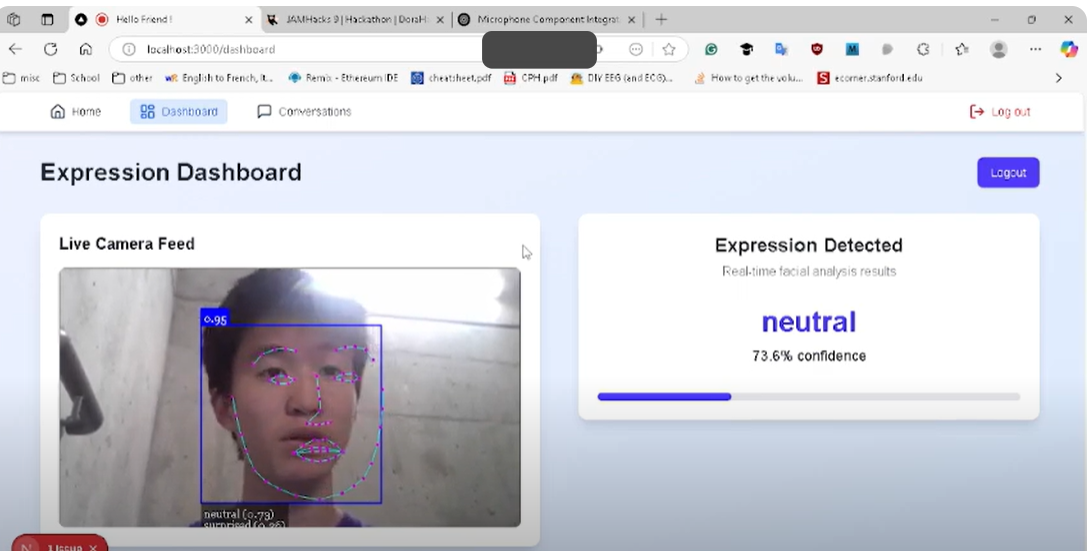 Hello Friend !
JAMHacks 9 | Hackathon | DoraH
Microphone Component Integrat
localhost:3000/dashboard
misc
School
other
English to French, It...
Remix - Ethereum IDE
cheatsheet.pdf
CPH.pdf
DIY EEG (and ECG)...
How to get the volu...
ecorner.stanford.edu
Home
Dashboard
Conversations
Log out
Expression Dashboard
Logout
Live Camera Feed
0.95
neutral (0.73)
surprised (0.26)
Expression Detected
Real-time facial analysis results
neutral
73.6% confidence
1 Issue